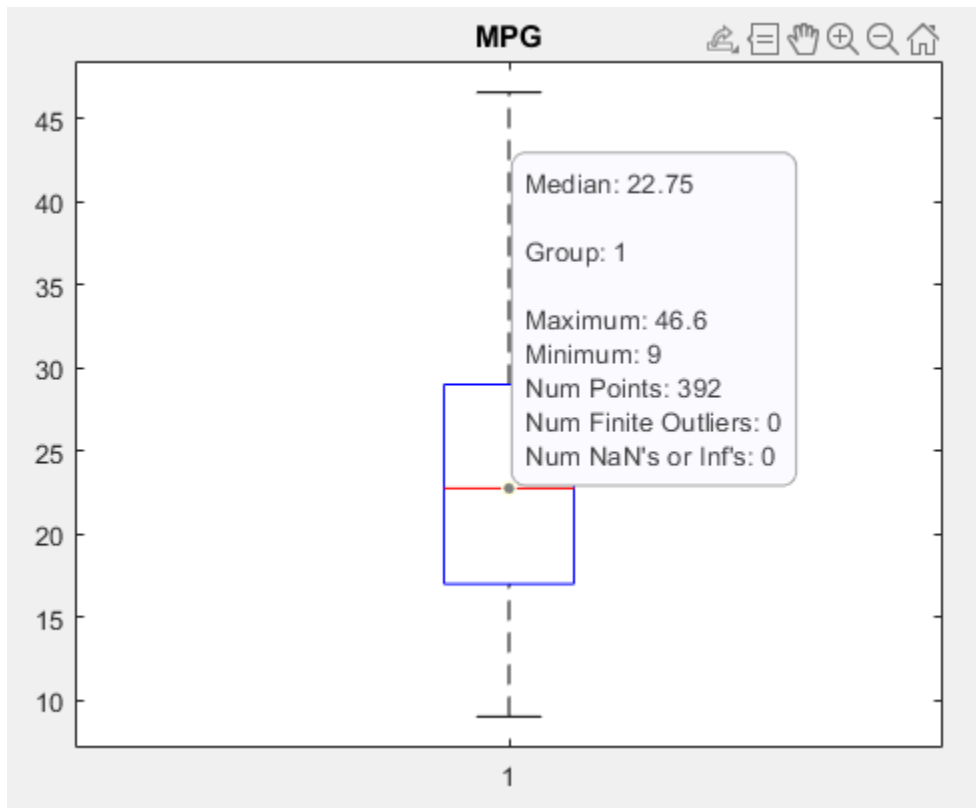 MPG
45
40
35
30
25
20
15
10
Median: 22.75
Group: 1
Maximum: 46.6
Minimum: 9
Num Points: 392
Num Finite Outliers: 0
Num NaN's or Inf's: 0
1